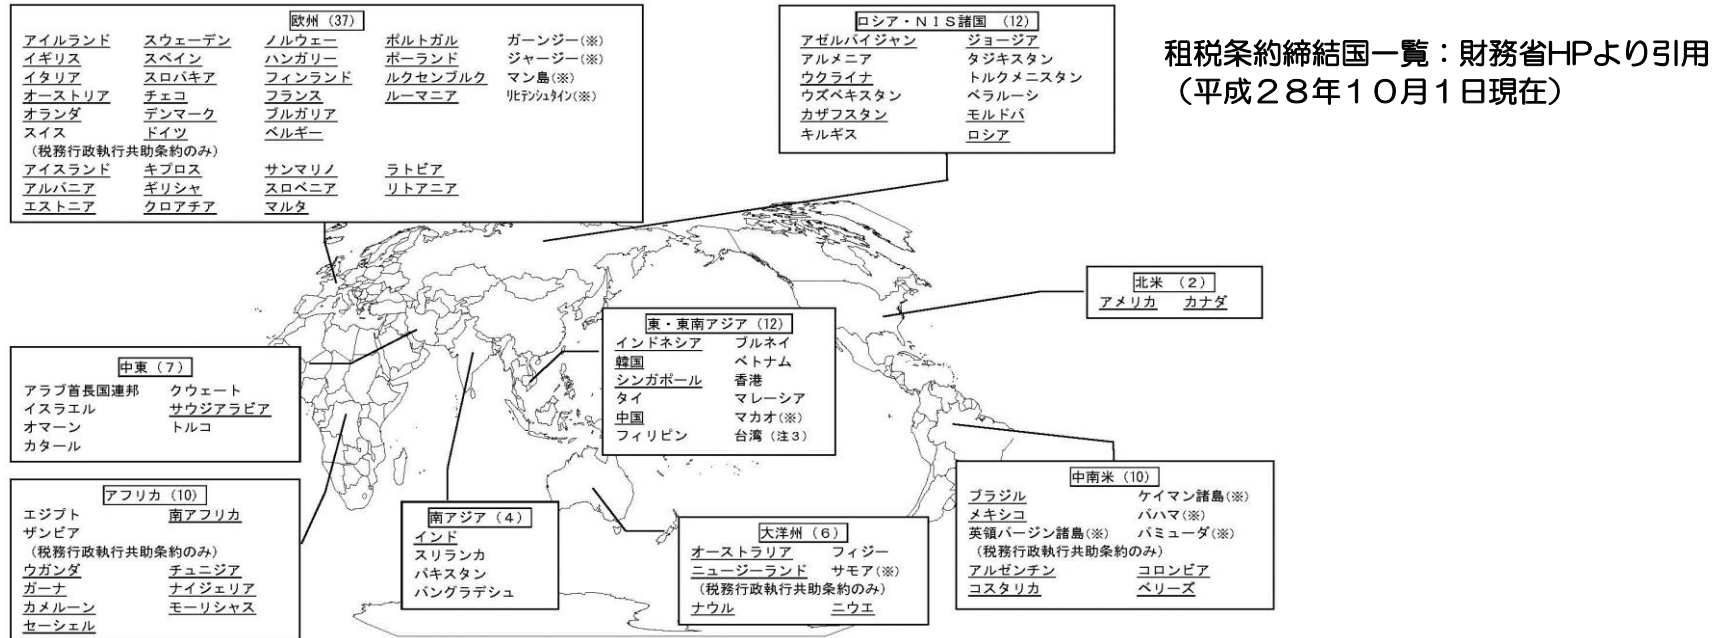 欧州（37）
アイルランド スウェーデン ノルウェー ポルトガル ガーンジー(※)
イギリス スペイン ハンガリー ポーランド ジャージー(※)
イタリア スロバキア フィンランド ルクセンブルク マン島(※)
オーストリア チェコ フランス ルーマニア リヒテンシュタイン(※)
オランダ デンマーク ブルガリア
スイス ドイツ ベルギー
（税務行政執行共助条約のみ）
アイスランド キプロス サンマリノ ラトビア
アルバニア ギリシャ スロベニア リトアニア
エストニア クロアチア マルタ
ロシア・ＮＩＳ諸国（12）
アゼルバイジャン ジョージア
アルメニア タジキスタン
ウクライナ トルクメニスタン
ウズベキスタン ベラルーシ
カザフスタン モルドバ
キルギス ロシア
租税条約締結国一覧：財務省HPより引用
（平成２８年１０月１日現在）
北米（２）
アメリカ カナダ
東・東南アジア（12）
インドネシア ブルネイ
韓国 ベトナム
シンガポール 香港
タイ マレーシア
中国 マカオ(※)
フィリピン 台湾（注３）
中東（７）
アラブ首長国連邦 クウェート
イスラエル サウジアラビア
オマーン トルコ
カタール
アフリカ（10）
エジプト 南アフリカ
ザンビア
（税務行政執行共助条約のみ）
ウガンダ チュニジア
ガーナ ナイジェリア
カメルーン モーリシャス
セーシェル
南アジア（４）
インド
スリランカ
パキスタン
バングラデシュ
大洋州（６）
オーストラリア フィジー
ニュージーランド サモア(※)
（税務行政執行共助条約のみ）
ナウル ニウエ
中南米（10）
ブラジル ケイマン諸島(※)
メキシコ バハマ(※)
英領バージン諸島(※) バミューダ(※)
（税務行政執行共助条約のみ）
アルゼンチン コロンビア
コスタリカ ベリーズ